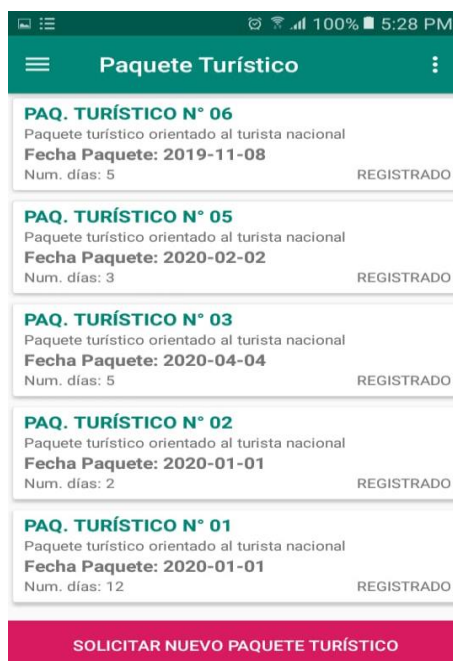 100% 5:28 PM
Paquete Turístico
PAQ. TURÍSTICO N° 06
Paquete turístico orientado al turista nacional
Fecha Paquete: 2019-11-08
Num. días: 5 REGISTRADO
PAQ. TURÍSTICO N° 05
Paquete turístico orientado al turista nacional
Fecha Paquete: 2020-02-02
Num. días: 3 REGISTRADO
PAQ. TURÍSTICO N° 03
Paquete turístico orientado al turista nacional
Fecha Paquete: 2020-04-04
Num. días: 5 REGISTRADO
PAQ. TURÍSTICO N° 02
Paquete turístico orientado al turista nacional
Fecha Paquete: 2020-01-01
Num. días: 2 REGISTRADO
PAQ. TURÍSTICO N° 01
Paquete turístico orientado al turista nacional
Fecha Paquete: 2020-01-01
Num. días: 12 REGISTRADO
SOLICITAR NUEVO PAQUETE TURÍSTICO